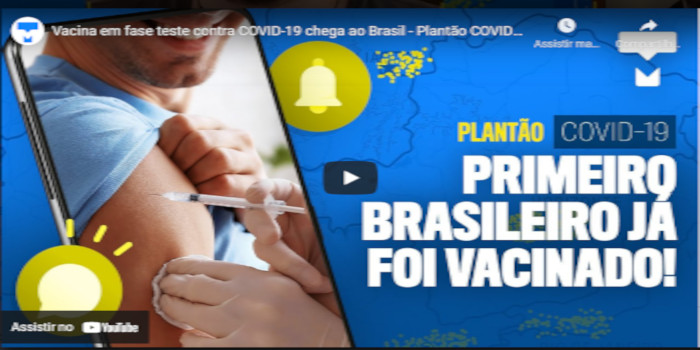 Vacina em fase teste contra COVID-19 chega ao Brasil - Plantão COVID...
Assistir ma...
PLANTÃO COVID-19
PRIMEIRO
BRASILEIRO JÁ
FOI VACINADO!
Assistir no YouTube